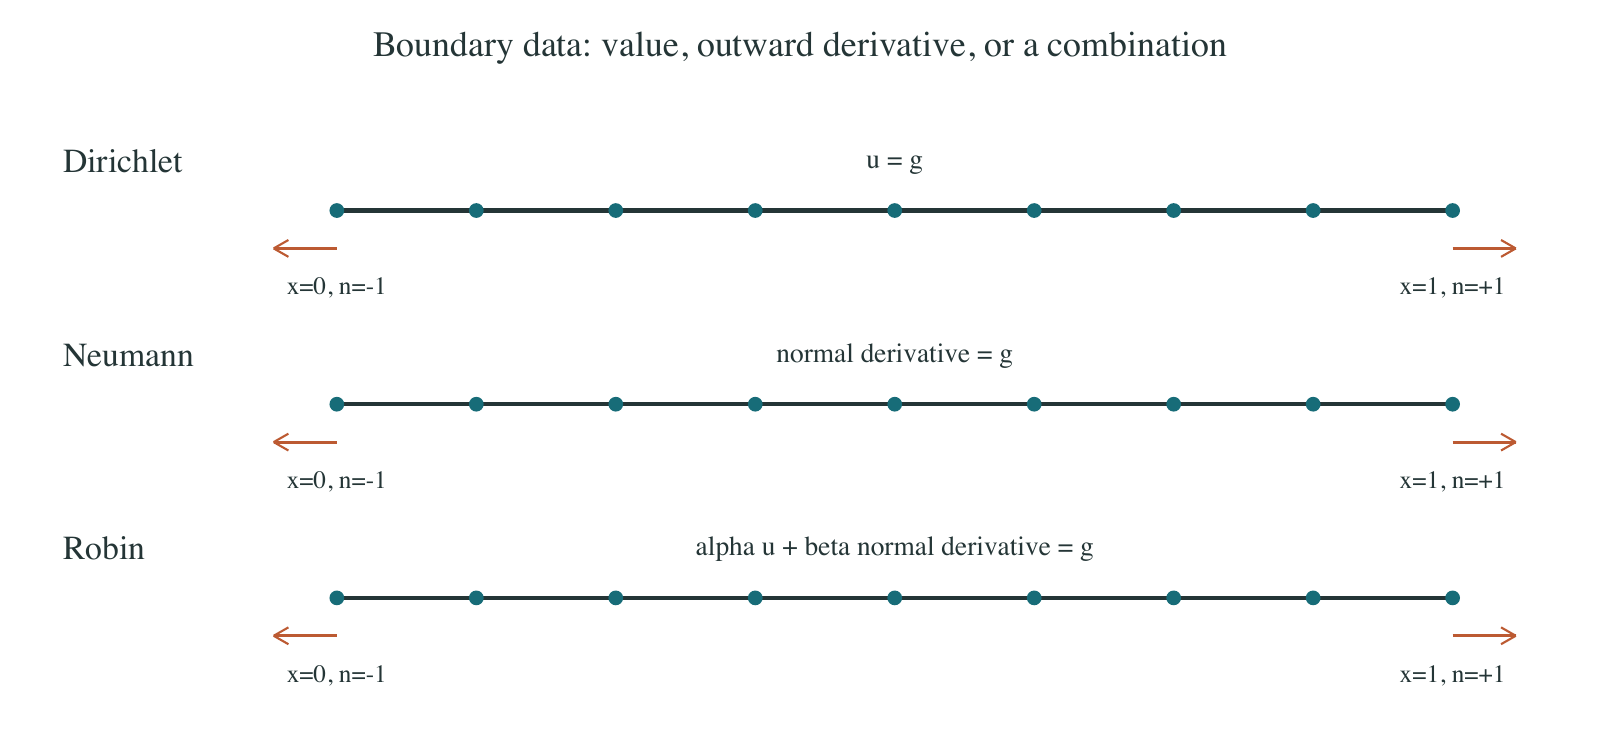 Boundary data: value, outward derivative, or a combination
Dirichlet
u = g
x=0, n=-1
x=1, n=+1
Neumann
normal derivative = g
x=0, n=-1
x=1, n=+1
Robin
alpha u + beta normal derivative = g
x=0, n=-1
x=1, n=+1